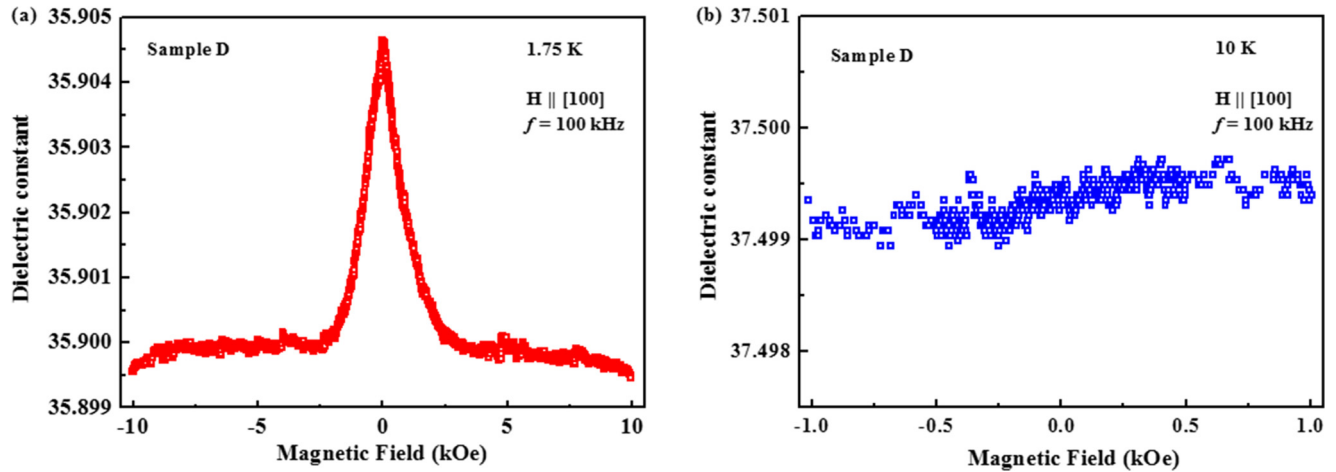 (a)
35.905
35.904
35.903
35.902
35.901
35.900
35.899
Dielectric constant
Sample D
1.75 K
H || [100]
f = 100 kHz
-10
-5
0
5
10
Magnetic Field (kOe)
(b)
37.501
37.500
37.499
37.498
Dielectric constant
Sample D
10 K
H || [100]
f = 100 kHz
-1.0
-0.5
0.0
0.5
1.0
Magnetic Field (kOe)